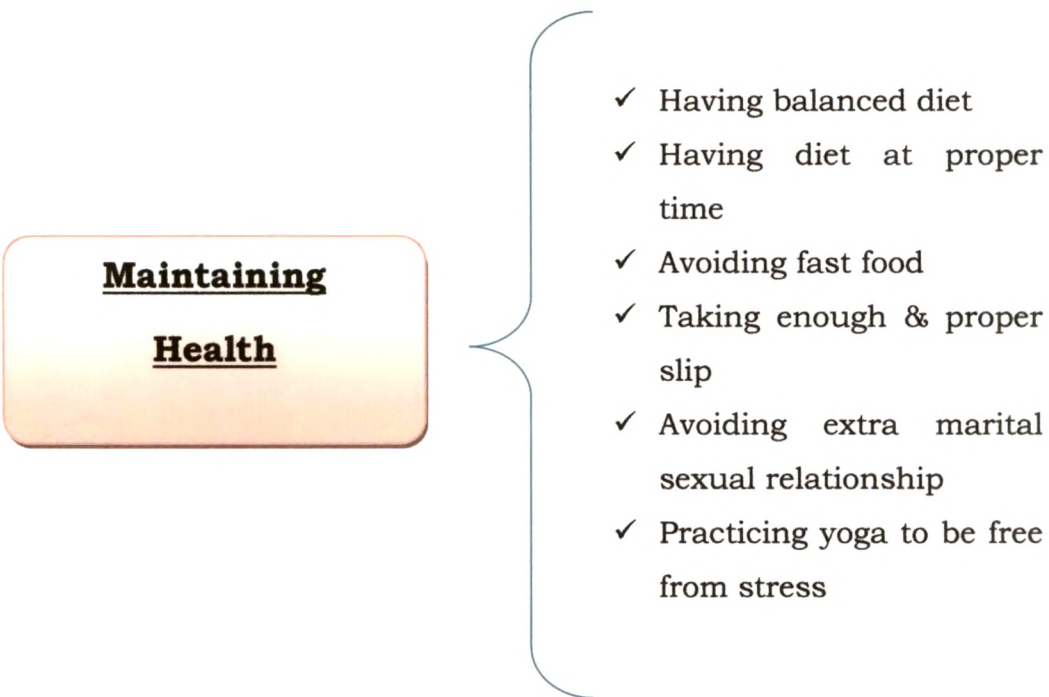 Maintaining
Health
✓ Having balanced diet
✓ Having diet at proper
time
✓ Avoiding fast food
✓ Taking enough & proper
slip
✓ Avoiding extra marital
sexual relationship
✓ Practicing yoga to be free
from stress